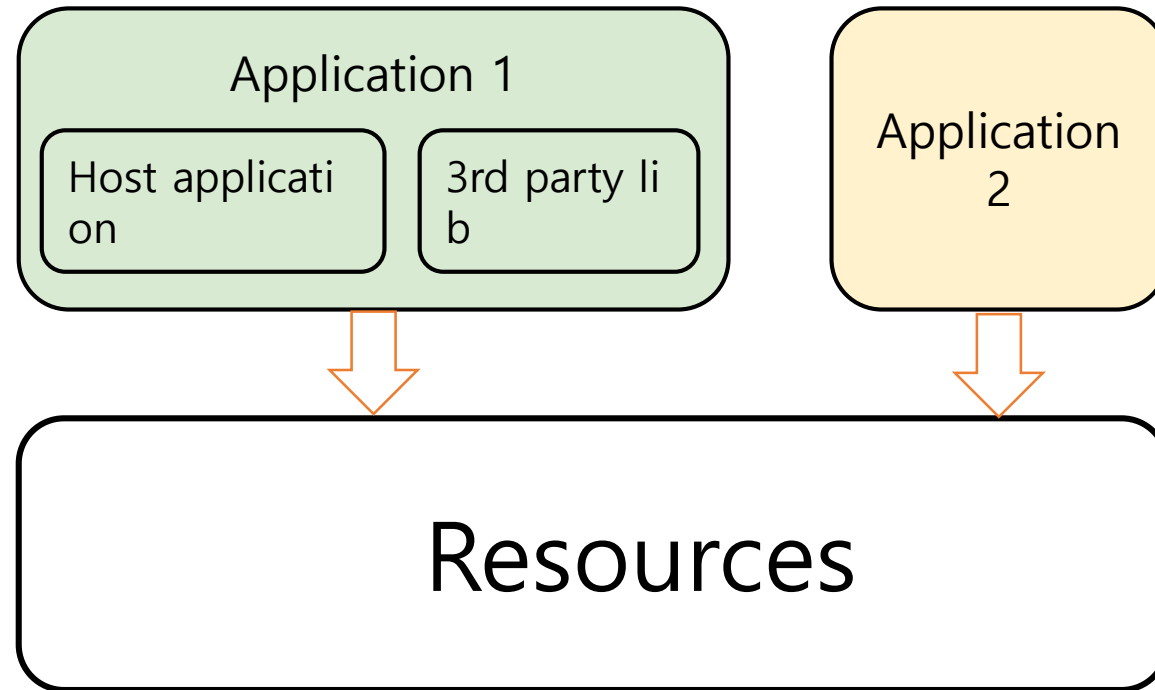 Application 1
Host applicati
on
3rd party li
b
Application
2
Resources